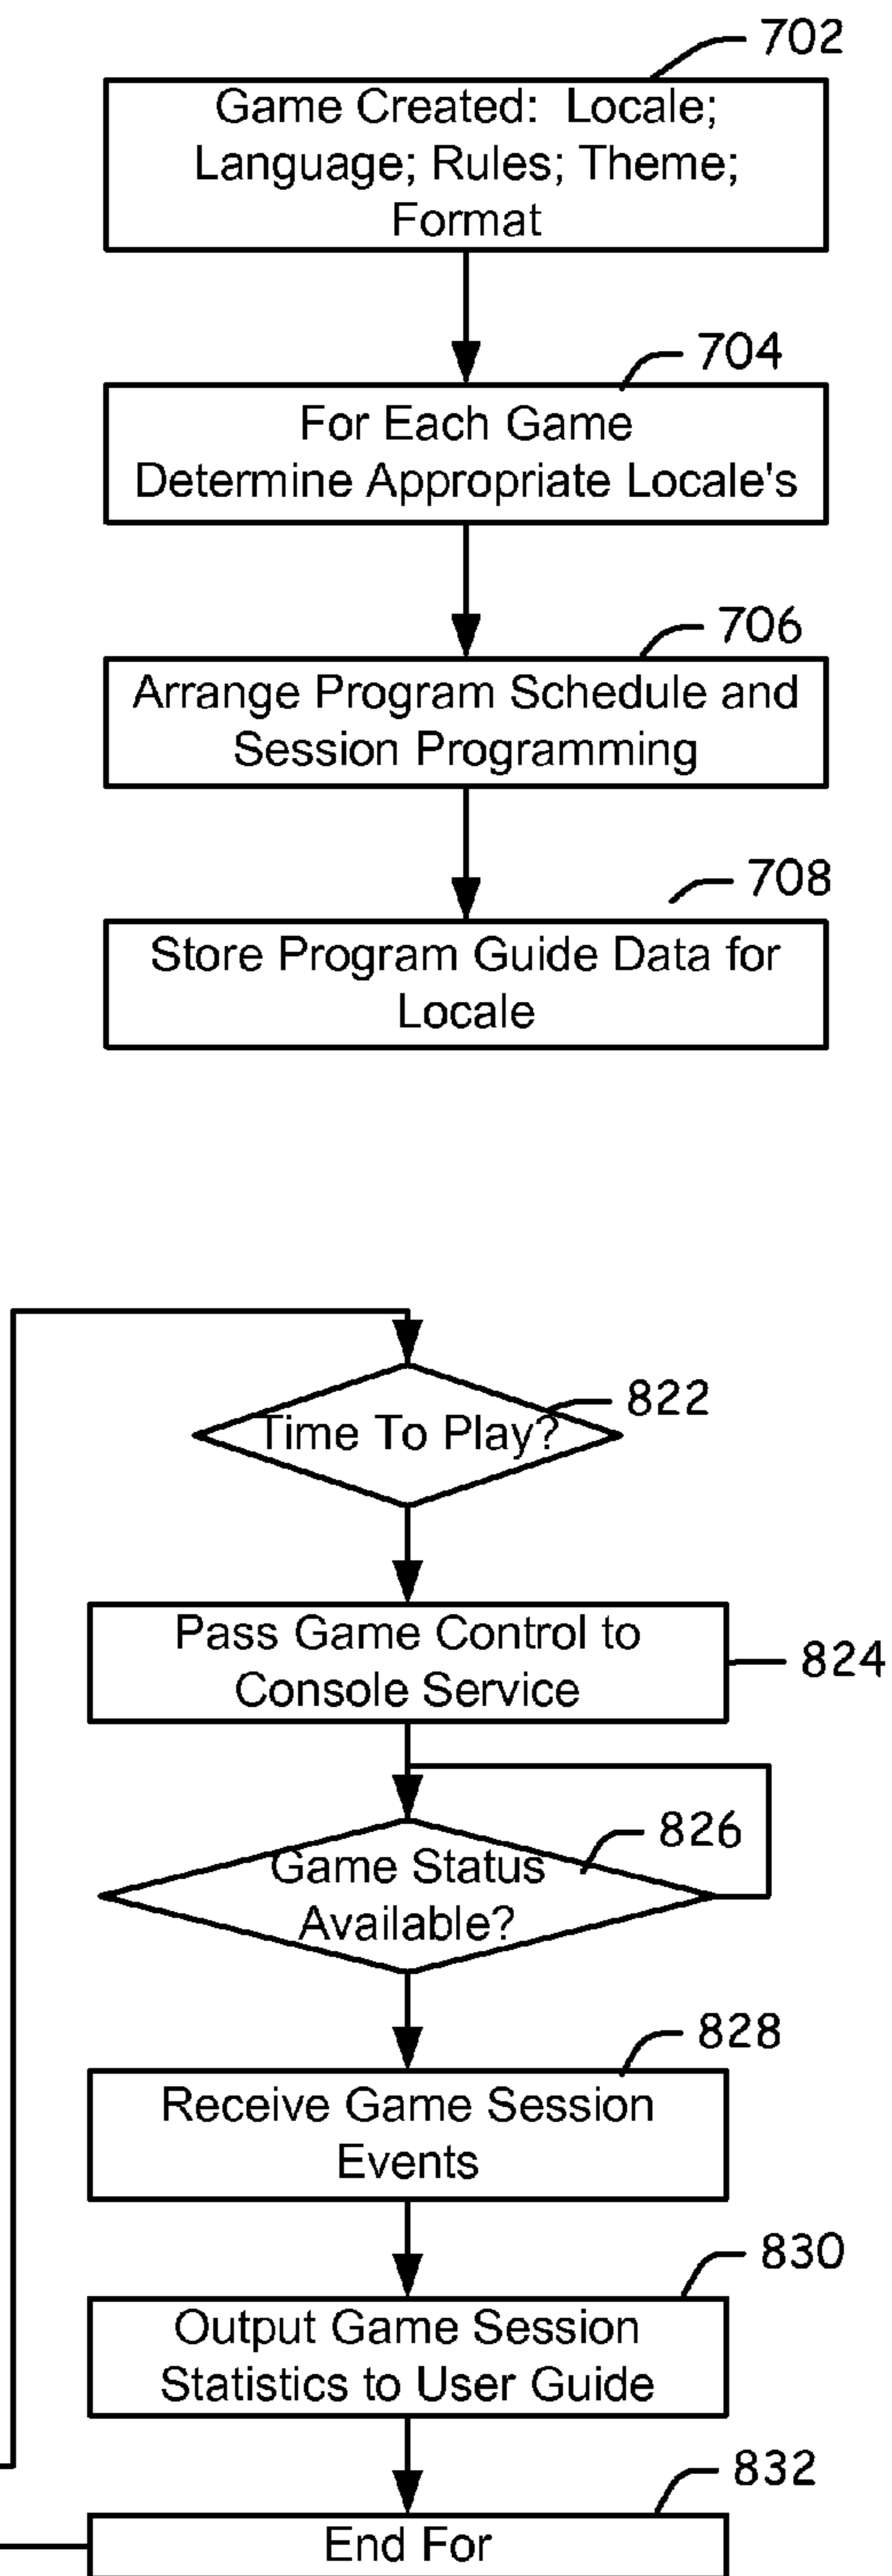 702
Game Created: Locale;
Language; Rules; Theme;
Format
704
For Each Game
Determine Appropriate Locale's
706
Arrange Program Schedule and
Session Programming
708
Store Program Guide Data for
Locale
822
Time To Play?
Pass Game Control to
Console Service
824
826
Game Status
Available?
828
Receive Game Session
Events
830
Output Game Session
Statistics to User Guide
832
End For